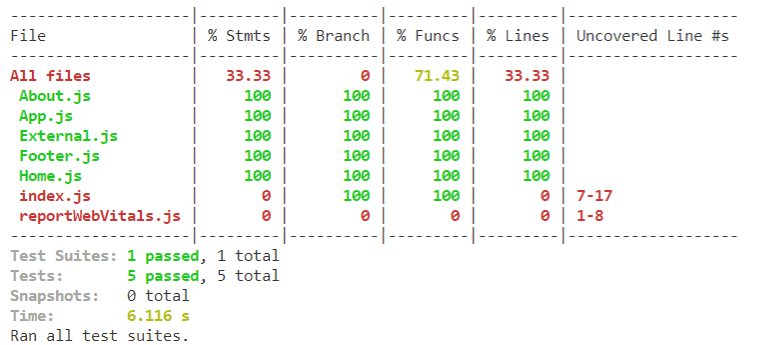 -------------------|---------|----------|---------|---------|-------------------
File               | % Stmts | % Branch | % Funcs | % Lines | Uncovered Line #s
-------------------|---------|----------|---------|---------|-------------------
All files          |   33.33 |        0 |   71.43 |   33.33 |
 About.js          |     100 |      100 |     100 |     100 |
 App.js            |     100 |      100 |     100 |     100 |
 External.js       |     100 |      100 |     100 |     100 |
 Footer.js         |     100 |      100 |     100 |     100 |
 Home.js           |     100 |      100 |     100 |     100 |
 index.js          |       0 |      100 |     100 |       0 | 7-17
 reportWebVitals.js |       0 |        0 |       0 |       0 | 1-8
-------------------|---------|----------|---------|---------|-------------------
Test Suites: 1 passed, 1 total
Tests:       5 passed, 5 total
Snapshots:   0 total
Time:        6.116 s
Ran all test suites.